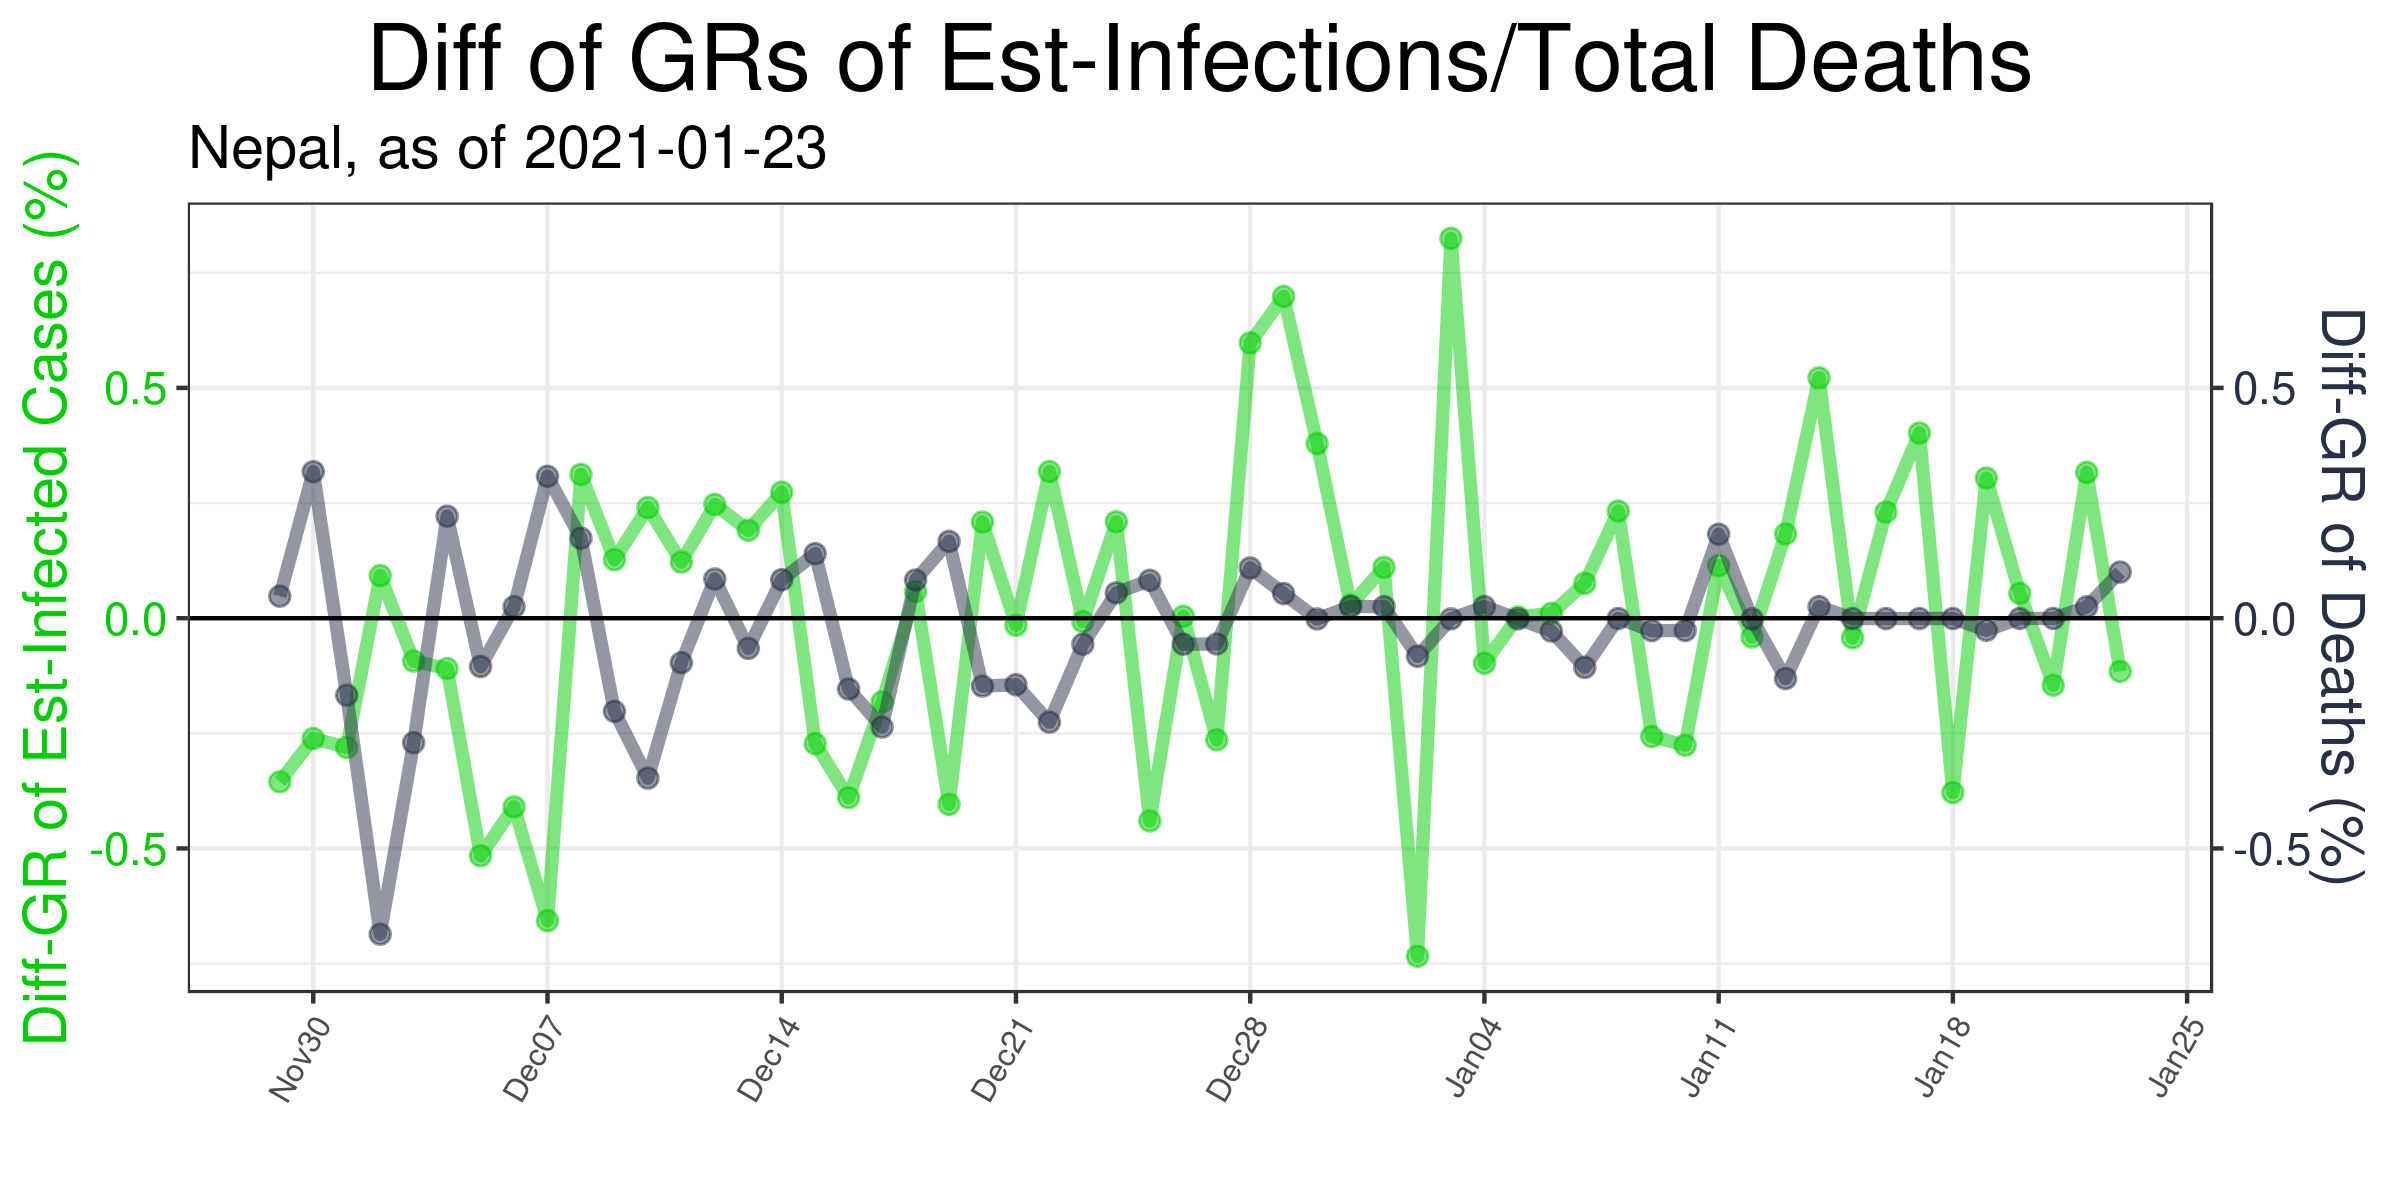 Diff of GRs of Est-Infections/Total Deaths
Nepal, as of 2021-01-23
Diff-GR of Est-Infected Cases (%)
0.5
0.0
-0.5
0.5
0.0
-0.5
Diff-GR of Deaths (%)
Nov30
Dec07
Dec14
Dec21
Dec28
Jan04
Jan11
Jan18
Jan25